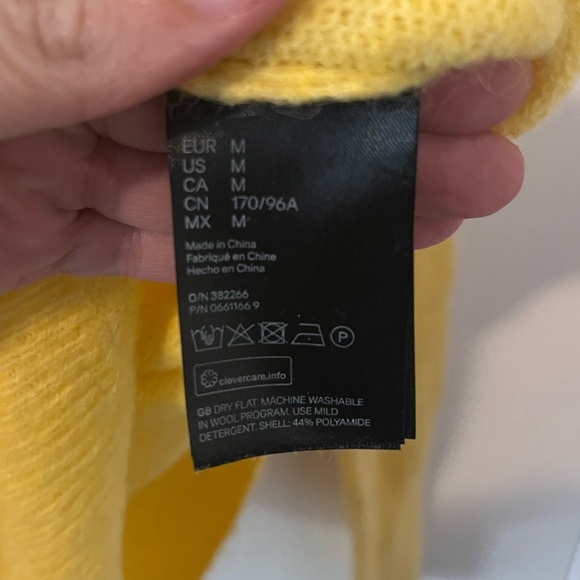 EUR M
US M
CA M
CN 170/96A
MX M
Made in China
Fabriqué en Chine
Hecho en China
O/N 382266
P/N 0661166 9
P
clevercare.info
GB DRY FLAT. MACHINE WASHABLE
IN WOOL PROGRAM. USE MILD
DETERGENT. SHELL: 44% POLYAMIDE